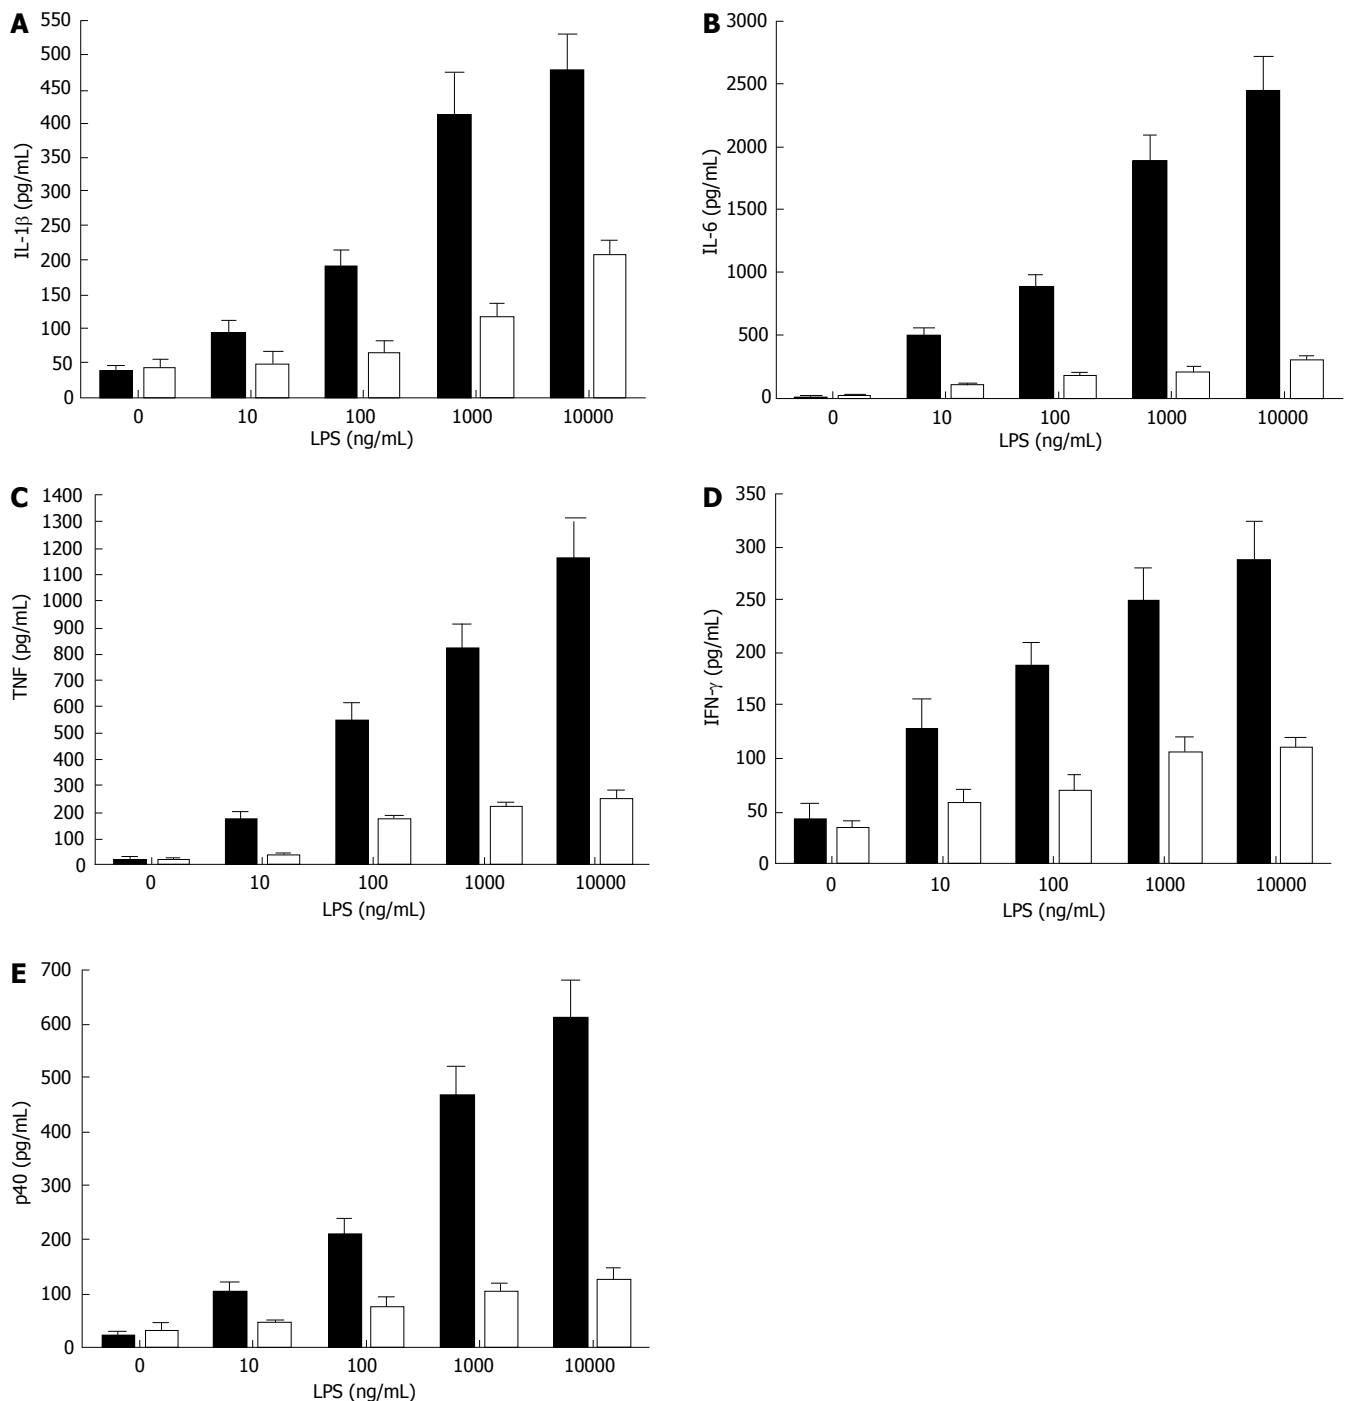 A
IL-1β (pg/mL)
550
500
450
400
350
300
250
200
150
100
50
0
0 10 100 1000 10000
LPS (ng/mL)
B
IL-6 (pg/mL)
3000
2500
2000
1500
1000
500
0
0 10 100 1000 10000
LPS (ng/mL)
C
TNF (pg/mL)
1400
1300
1200
1100
1000
900
800
700
600
500
400
300
200
100
0
0 10 100 1000 10000
LPS (ng/mL)
D
IFN-γ (pg/mL)
350
300
250
200
150
100
50
0
0 10 100 1000 10000
LPS (ng/mL)
E
p40 (pg/mL)
700
600
500
400
300
200
100
0
0 10 100 1000 10000
LPS (ng/mL)